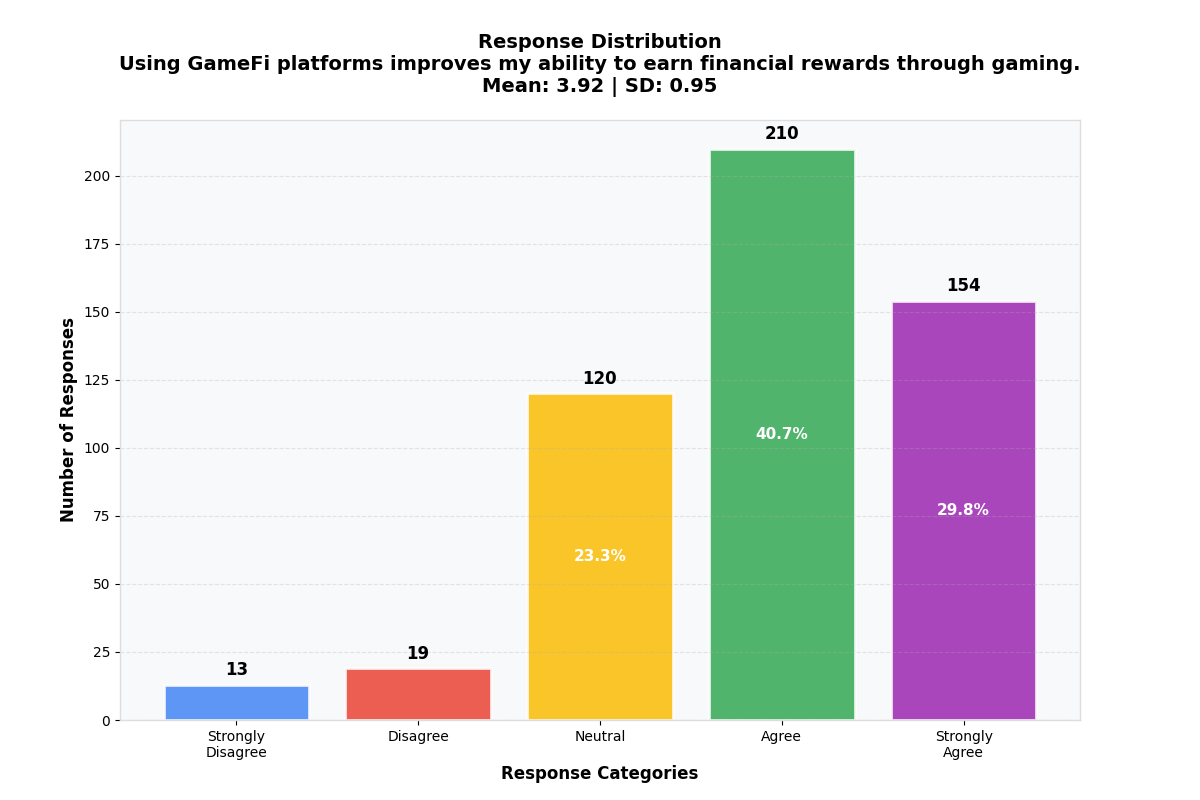 Response Distribution
Using GameFi platforms improves my ability to earn financial rewards through gaming.
Mean: 3.92 | SD: 0.95
Number of Responses
200
175
150
125
100
75
50
25
0
13
19
120
23.3%
210
40.7%
154
29.8%
Strongly
Disagree
Disagree
Neutral
Agree
Strongly
Agree
Response Categories